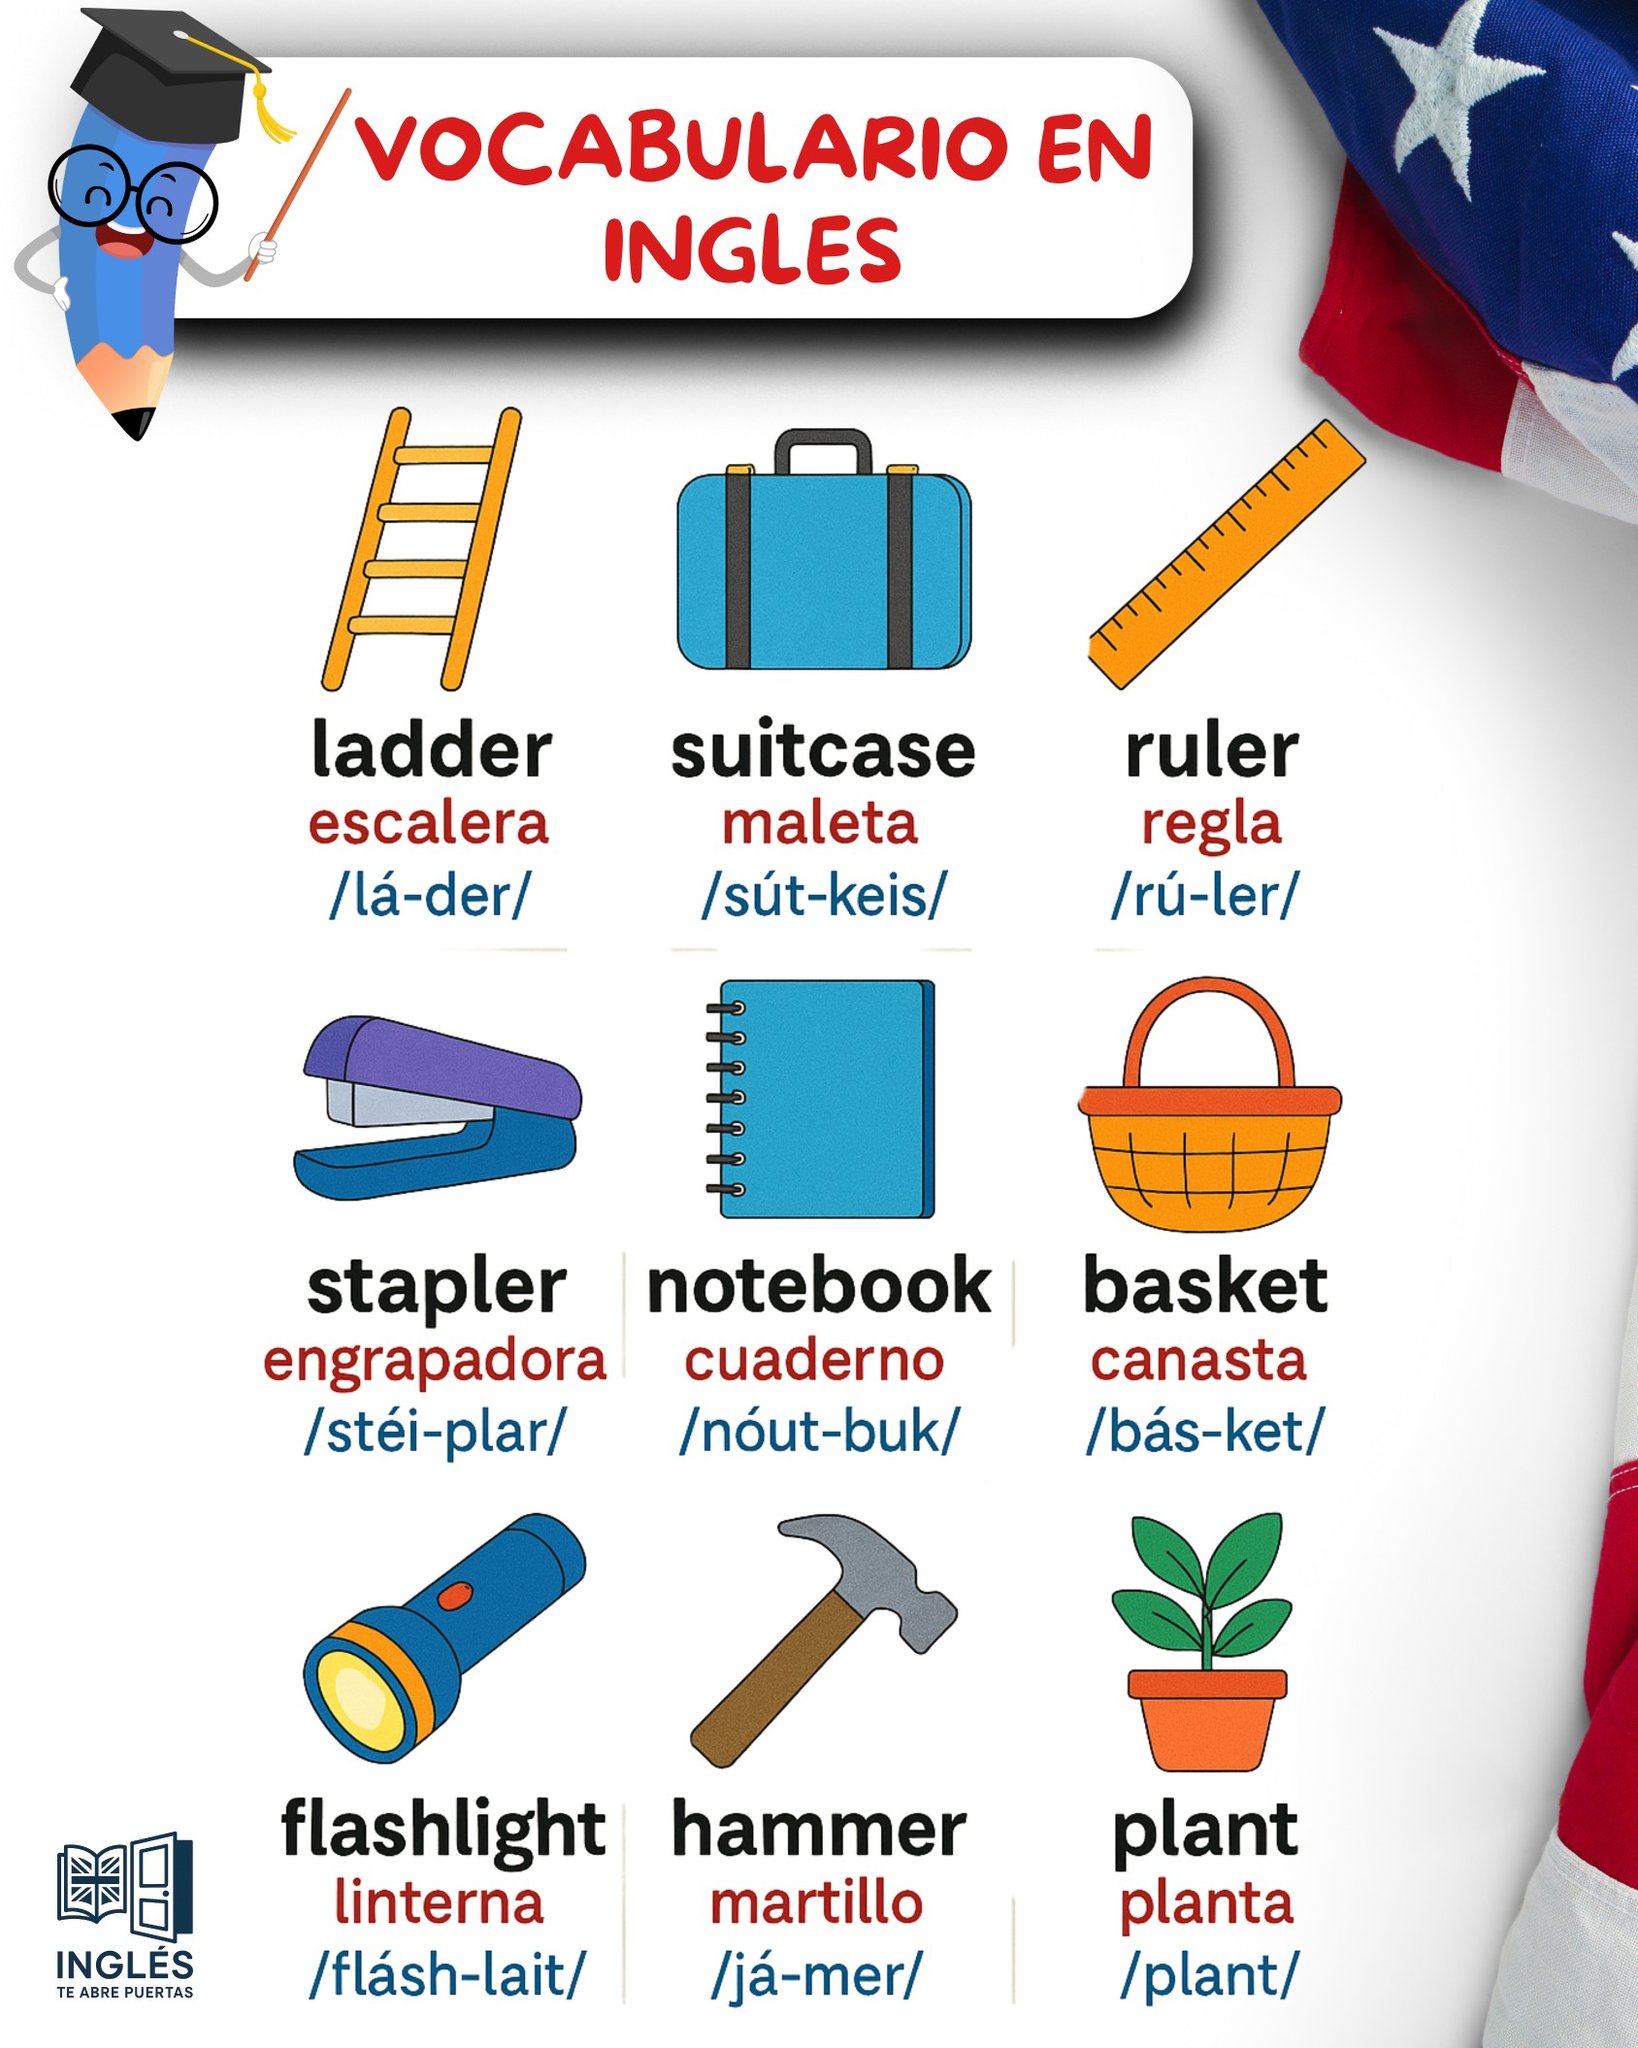 VOCABULARIO EN
INGLES
ladder
escalera
/lá-der/
suitcase
maleta
/sút-keis/
ruler
regla
/rú-ler/
stapler
engrapadora
/stéi-plar/
notebook
cuaderno
/nóut-buk/
basket
canasta
/bás-ket/
flashlight
linterna
/flásh-lait/
hammer
martillo
/já-mer/
plant
planta
/plant/
INGLÉS
TE ABRE PUERTAS